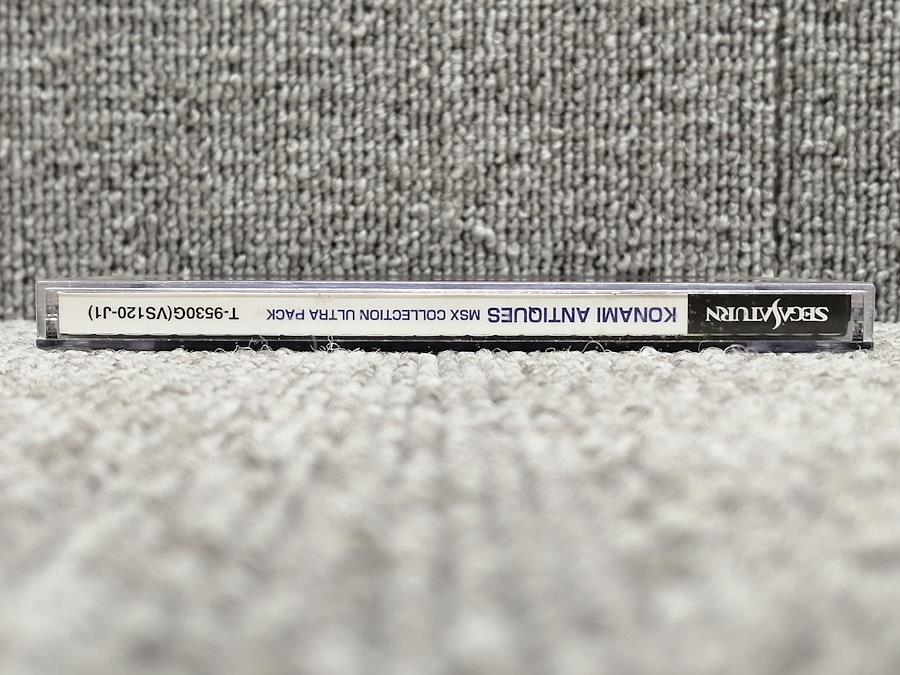 SEGASATURN KONAMI ANTIQUES MSX COLLECTION ULTRA PACK T-9530G(VS120-J1)